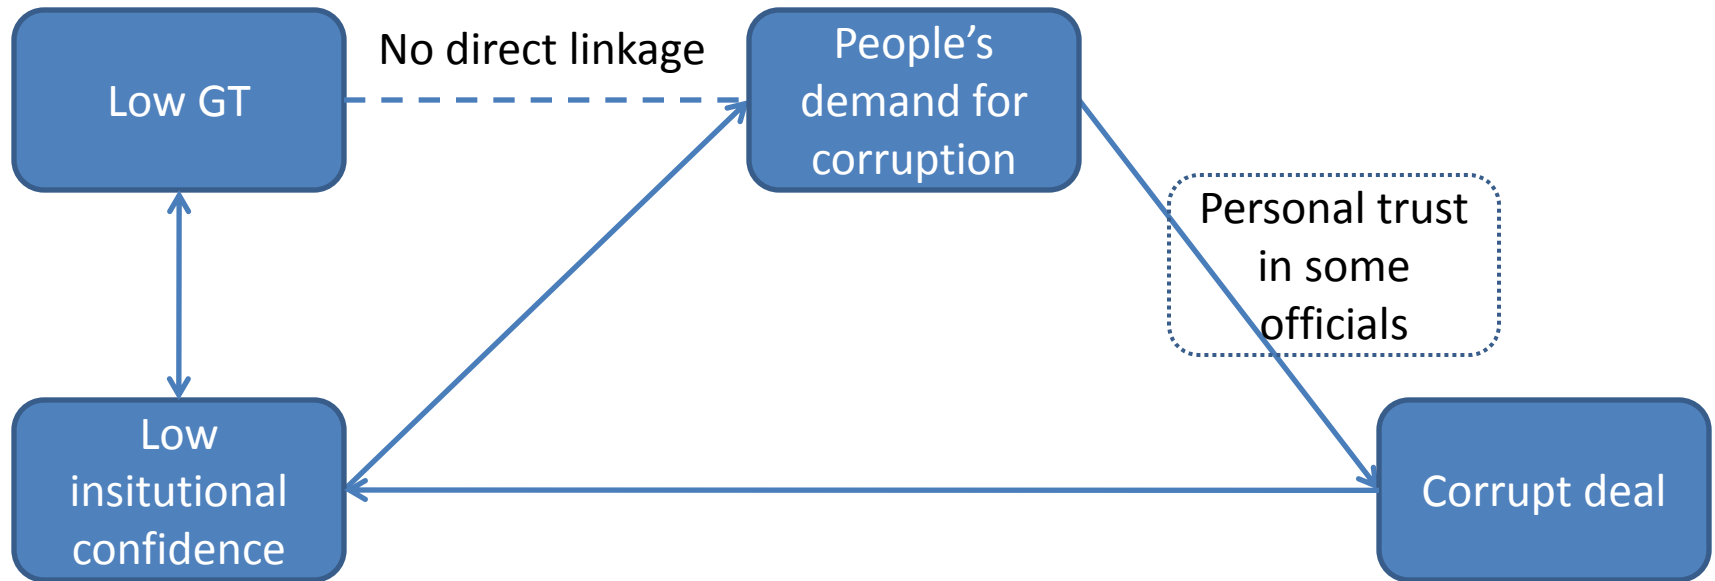 Low GT
No direct linkage
People’s
demand for
corruption
Personal trust
in some
officials
Low
insitutional
confidence
Corrupt deal